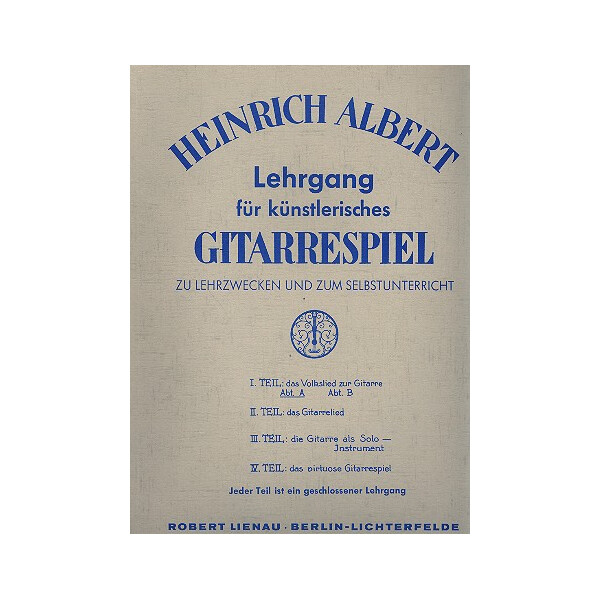 HEINRICH ALBERT
Lehrgang
für künstlerisches
GITARRESPIEL
ZU LEHRZWECKEN UND ZUM SELBSTUNTERRICHT
I. TEIL: das Volkslied zur Gitarre
Abt. A Abt. B
II. TEIL: das Gitarrelied
III. TEIL: die Gitarre als Solo —
Instrument
IV. TEIL: das virtuose Gitarrespiel
Jeder Teil ist ein geschlossener Lehrgang
ROBERT LIENAU · BERLIN-LICHTERFELDE